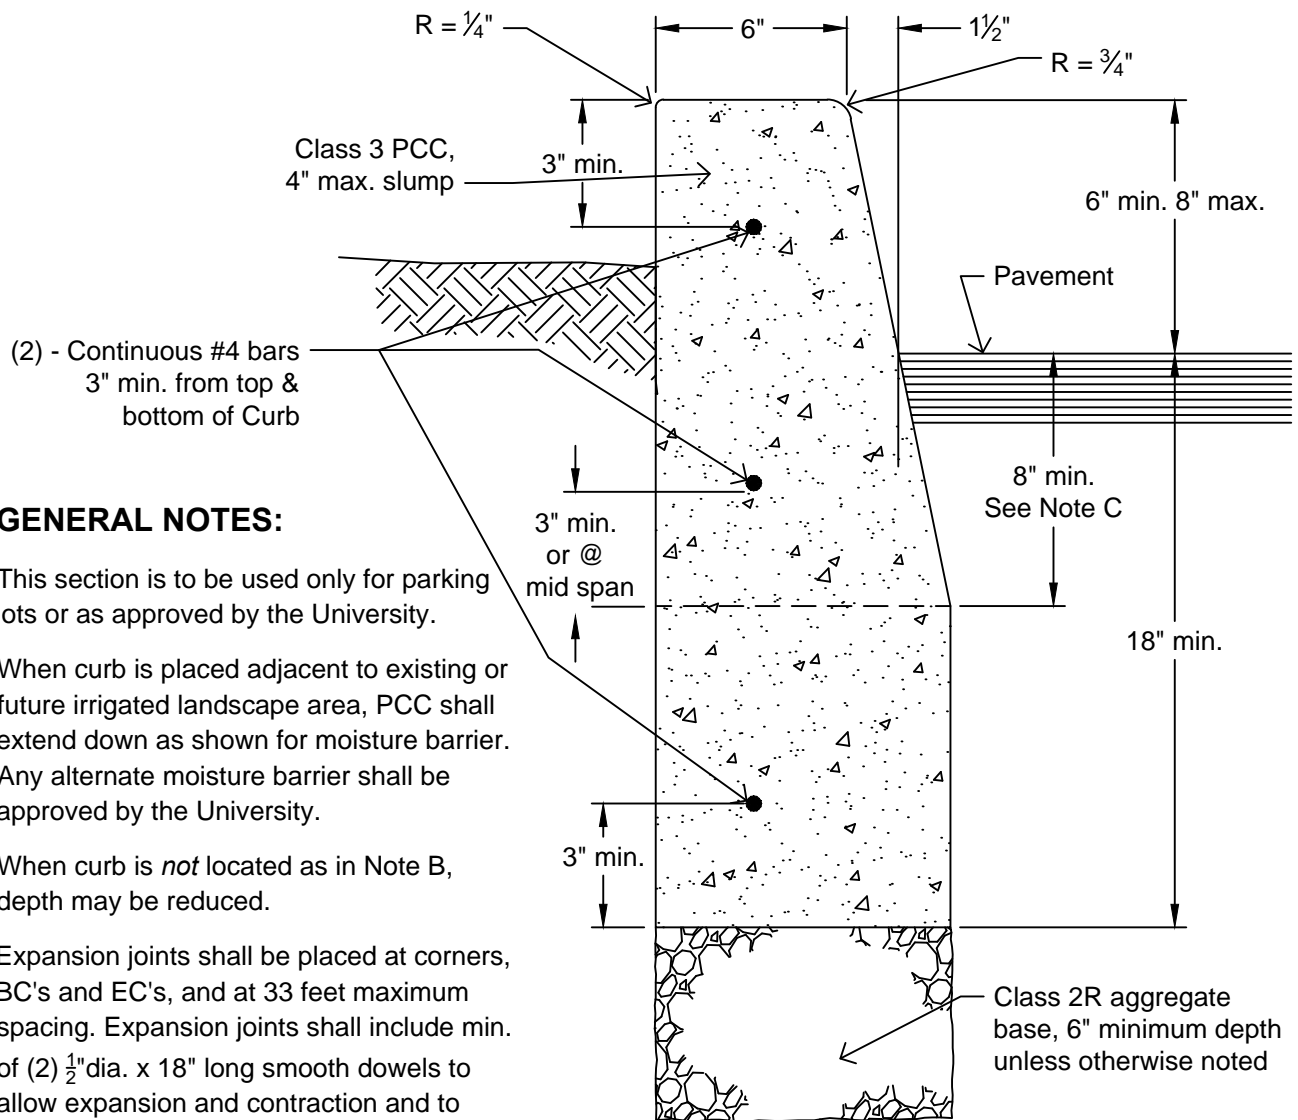 R = ¼"
6"
1½"
R = ¾"
Class 3 PCC,
4" max. slump
3" min.
6" min. 8" max.
Pavement
(2) - Continuous #4 bars
3" min. from top &
bottom of Curb
8" min.
See Note C
3" min.
or @
mid span
18" min.
3" min.
Class 2R aggregate
base, 6" minimum depth
unless otherwise noted
GENERAL NOTES:
This section is to be used only for parking
lots or as approved by the University.
When curb is placed adjacent to existing or
future irrigated landscape area, PCC shall
extend down as shown for moisture barrier.
Any alternate moisture barrier shall be
approved by the University.
When curb is not located as in Note B,
depth may be reduced.
Expansion joints shall be placed at corners,
BC's and EC's, and at 33 feet maximum
spacing. Expansion joints shall include min.
of (2) ½"dia. x 18" long smooth dowels to
allow expansion and contraction and to